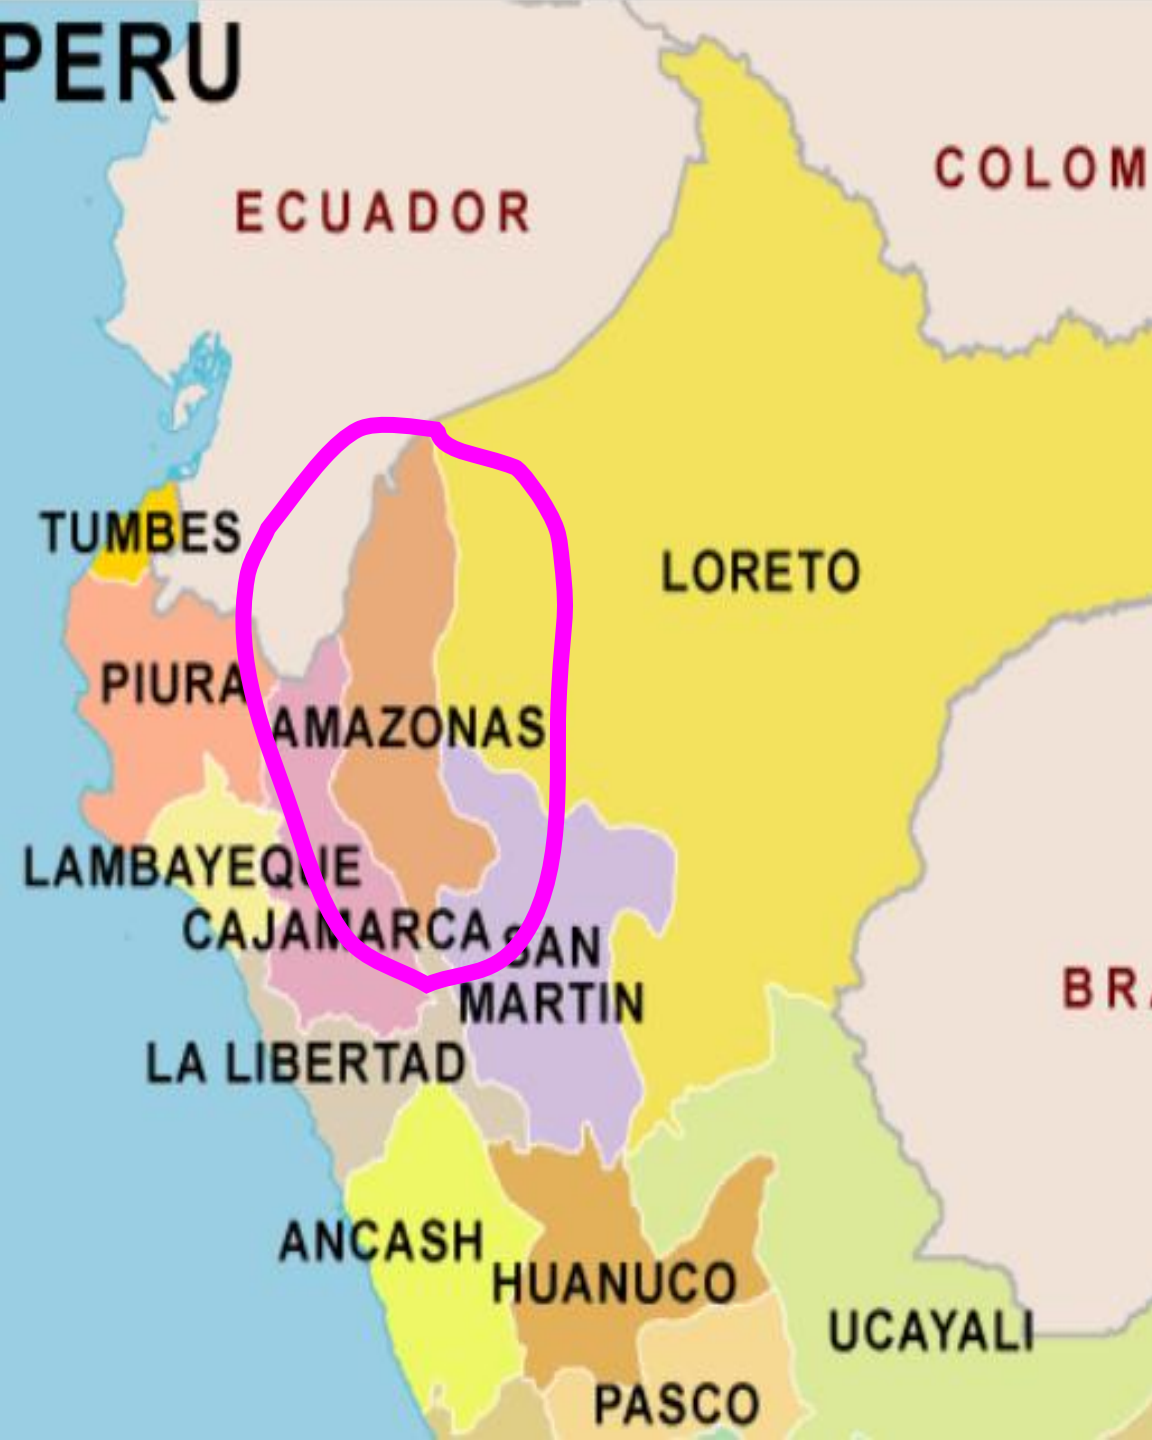 PERU
COLOM
ECUADOR
TUMBES
LORETO
PIURA
AMAZONAS
LAMBAYEQUE
CAJAMARCA
SAN
MARTIN
BRA
LA LIBERTAD
ANCASH
HUANUCO
UCAYALI
PASCO